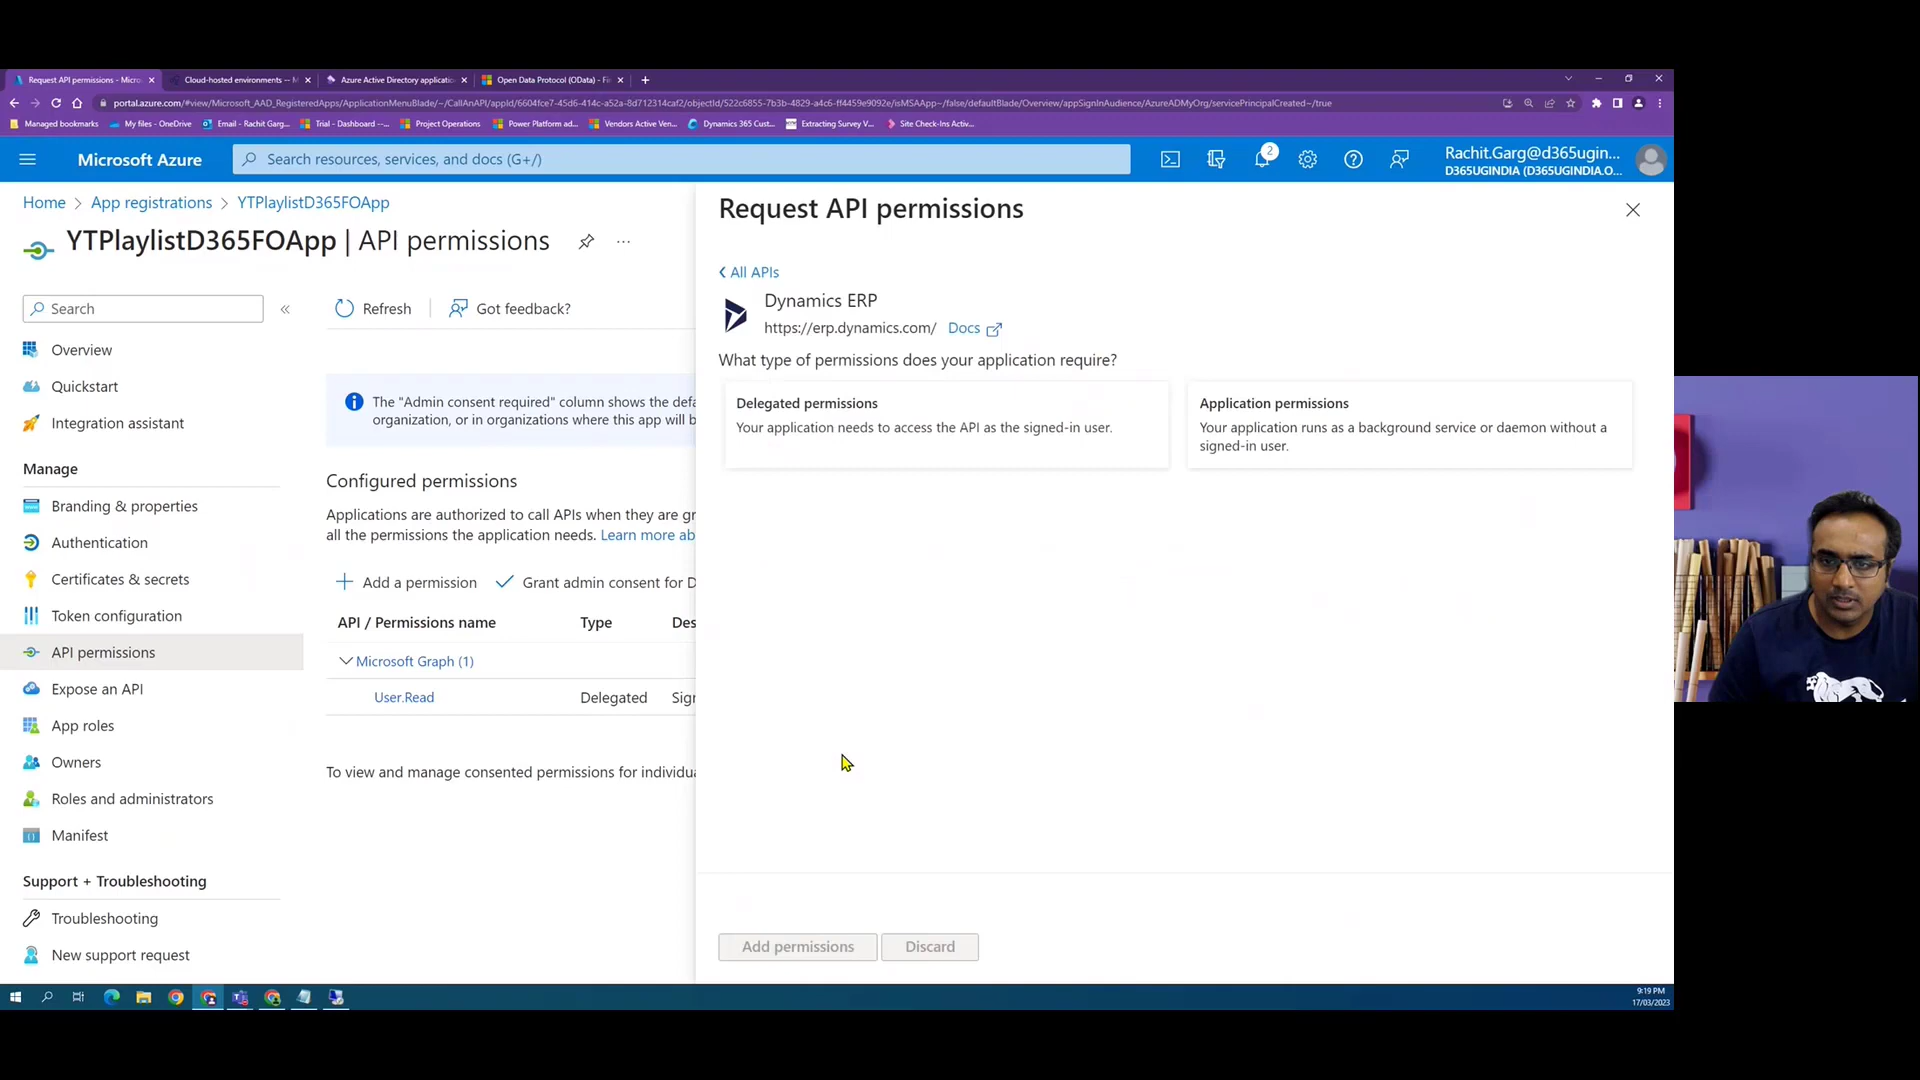 Request API permissions - Micro
Cloud-hosted environments -- M
Azure Active Directory applicatio
Open Data Protocol (OData) - Fi
portal.azure.com/#view/Microsoft_AAD_RegisteredApps/ApplicationMenuBlade/~/CallAnAPI/appId/6604fce7-45d6-414c-a52a-8d712314caf2/objectId/522c6855-7b3b-4829-a4c6-ff4459e9092e/isMSAApp~/false/defaultBlade/Overview/appSignInAudience/AzureADMyOrg/servicePrincipalCreated~/true
Managed bookmarks
My files - OneDrive
Email - Rachit Garg...
Trial - Dashboard --...
Project Operations
Power Platform ad...
Vendors Active Ven...
Dynamics 365 Cust...
Extracting Survey V...
Site Check-Ins Activ...
Microsoft Azure
Search resources, services, and docs (G+/)
2
Rachit.Garg@d365ugin...
D365UGINDIA (D365UGINDIA.O...
Home > App registrations > YTPlaylistD365FOApp
YTPlaylistD365FOApp | API permissions
Search
Overview
Quickstart
Integration assistant
Manage
Branding & properties
Authentication
Certificates & secrets
Token configuration
API permissions
Expose an API
App roles
Owners
Roles and administrators
Manifest
Support + Troubleshooting
Troubleshooting
New support request
Refresh
Got feedback?
The "Admin consent required" column shows the defa
organization, or in organizations where this app will b
Configured permissions
Applications are authorized to call APIs when they are gr
all the permissions the application needs. Learn more ab
Add a permission
Grant admin consent for D
API / Permissions name
Type
Des
Microsoft Graph (1)
User.Read
Delegated
Sigr
To view and manage consented permissions for individua
Request API permissions
All APIs
Dynamics ERP
https://erp.dynamics.com/ Docs
What type of permissions does your application require?
Delegated permissions
Your application needs to access the API as the signed-in user.
Application permissions
Your application runs as a background service or daemon without a
signed-in user.
Add permissions
Discard
9:19 PM
17/03/2023